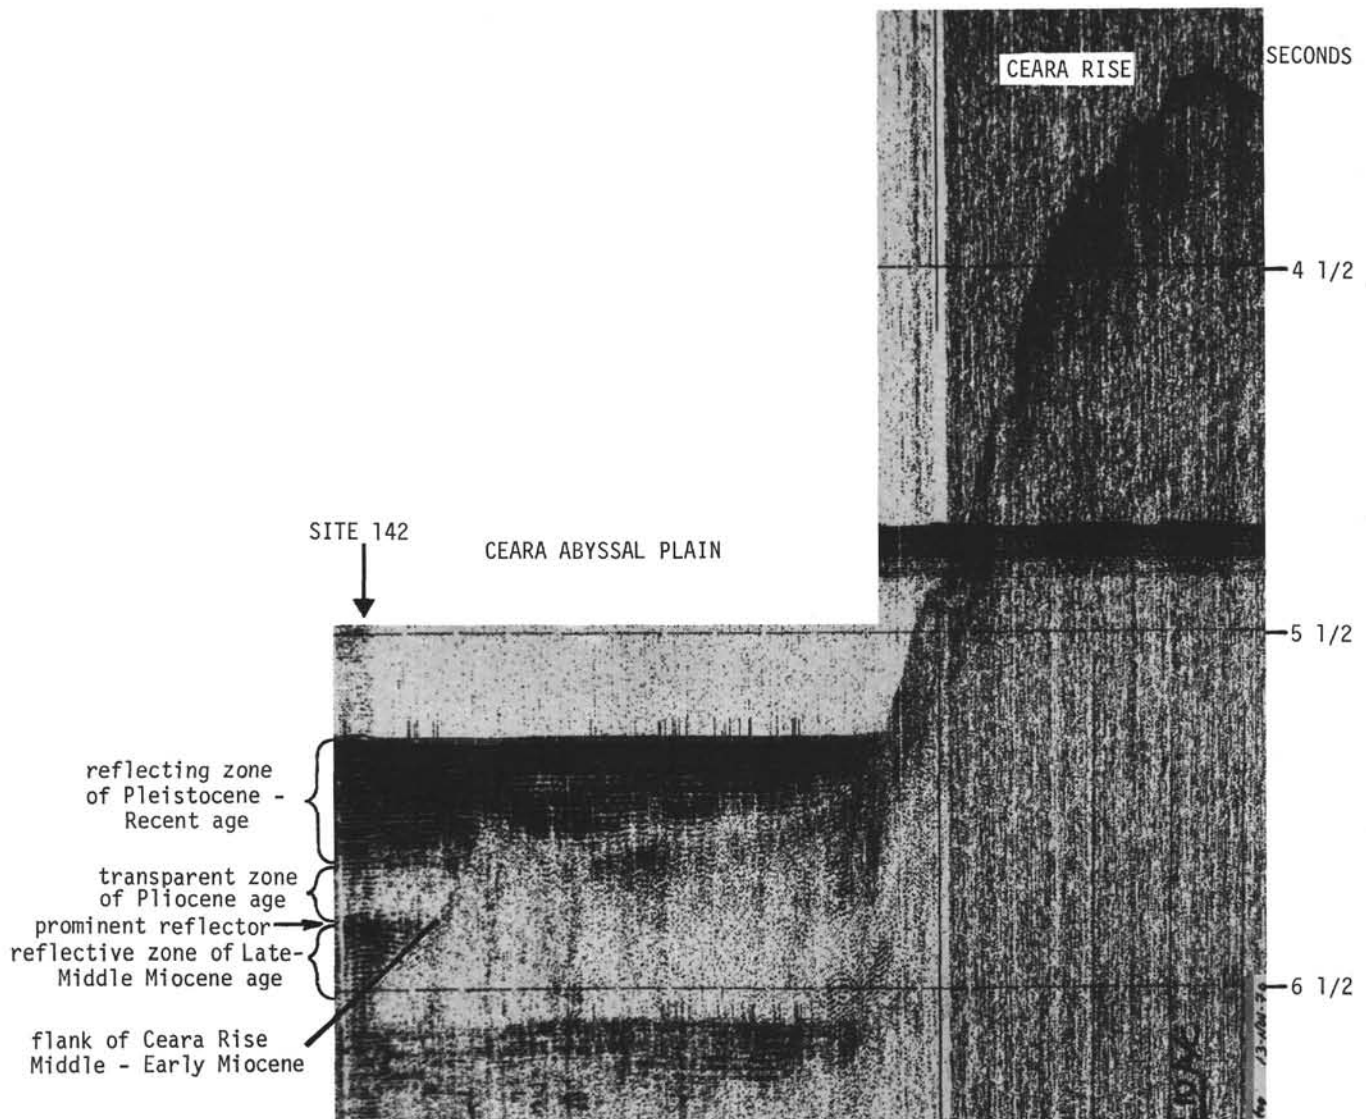 CEARA RISE
SECONDS
4 1/2
SITE 142
CEARA ABYSSAL PLAIN
5 1/2
reflecting zone
of Pleistocene -
Recent age
transparent zone
of Pliocene age
prominent reflector
reflective zone of Late-
Middle Miocene age
6 1/2
flank of Ceara Rise
Middle - Early Miocene